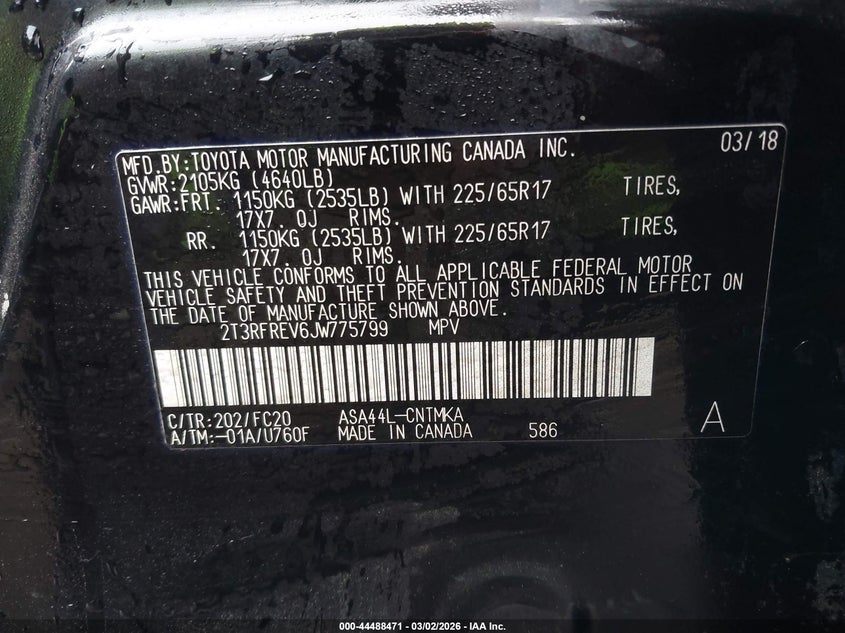 MFD.BY:TOYOTA MOTOR MANUFACTURING CANADA INC. 03/18
GVWR:2105KG (4640LB)
GAWR:FRT. 1150KG (2535LB) WITH 225/65R17 TIRES,
17X7.0J RIMS.
RR. 1150KG (2535LB) WITH 225/65R17 TIRES,
17X7.0J RIMS.
THIS VEHICLE CONFORMS TO ALL APPLICABLE FEDERAL MOTOR
VEHICLE SAFETY AND THEFT PREVENTION STANDARDS IN EFFECT ON
THE DATE OF MANUFACTURE SHOWN ABOVE.
2T3RFREV6JW775799 MPV
C/TR:202/FC20 ASA44L-CNTMKA
A/TM:-01A/U760F MADE IN CANADA 586 A
000-44488471 - 03/02/2026 - IAA Inc.